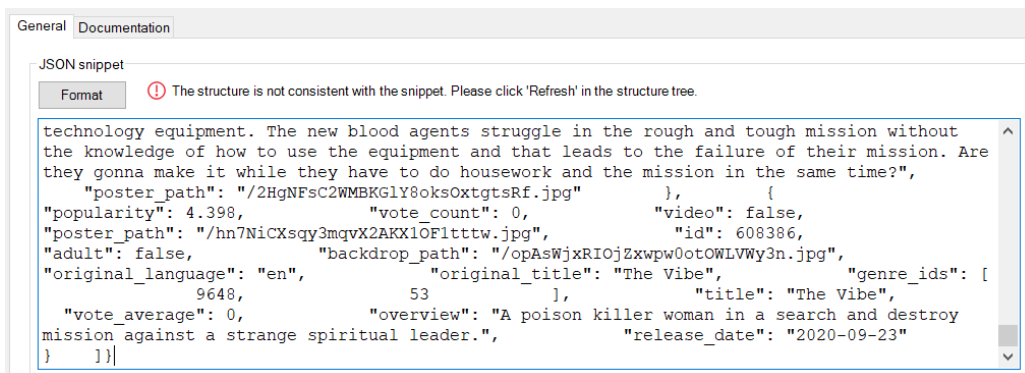 General Documentation
JSON snippet
Format The structure is not consistent with the snippet. Please click 'Refresh' in the structure tree.
technology equipment. The new blood agents struggle in the rough and tough mission without
the knowledge of how to use the equipment and that leads to the failure of their mission. Are
they gonna make it while they have to do housework and the mission in the same time?",
"poster_path": "/2HgNFsC2WMBKGlY8oksOxtgtsRf.jpg" }, {
"popularity": 4.398, "vote_count": 0, "video": false,
"poster_path": "/hn7NiCXsqy3mqvX2AKX1OF1tttw.jpg", "id": 608386,
"adult": false, "backdrop_path": "/opAsWjxRIOjZxwpw0otOWLVWy3n.jpg",
"original_language": "en", "original_title": "The Vibe", "genre_ids": [
9648, 53 ], "title": "The Vibe",
"vote_average": 0, "overview": "A poison killer woman in a search and destroy
mission against a strange spiritual leader.", "release_date": "2020-09-23"
} ]}